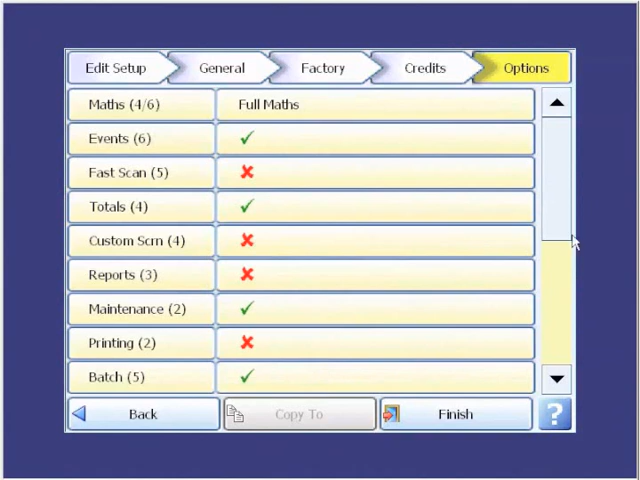 Edit Setup General Factory Credits Options
Maths (4/6) Full Maths
Events (6)
Fast Scan (5)
Totals (4)
Custom Scrn (4)
Reports (3)
Maintenance (2)
Printing (2)
Batch (5)
Back Copy To Finish ?